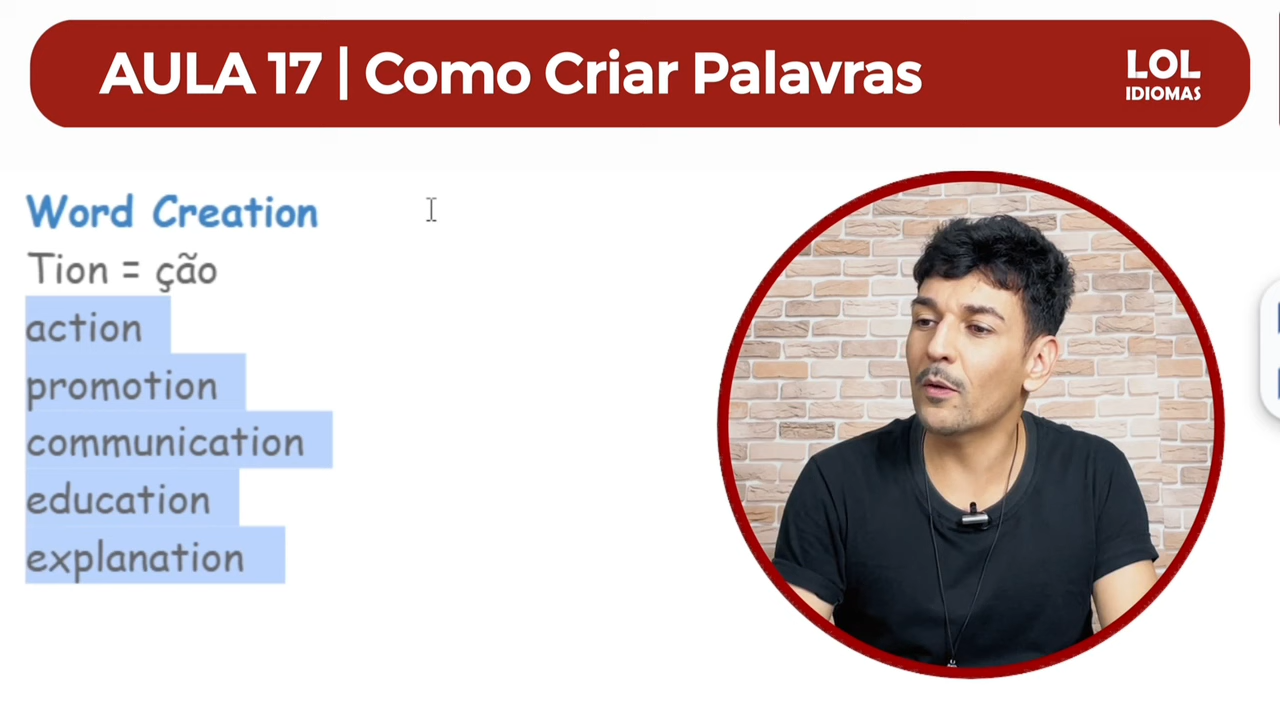 AULA 17 | Como Criar Palavras
LOL
IDIOMAS
Word Creation
Tion = ção
action
promotion
communication
education
explanation